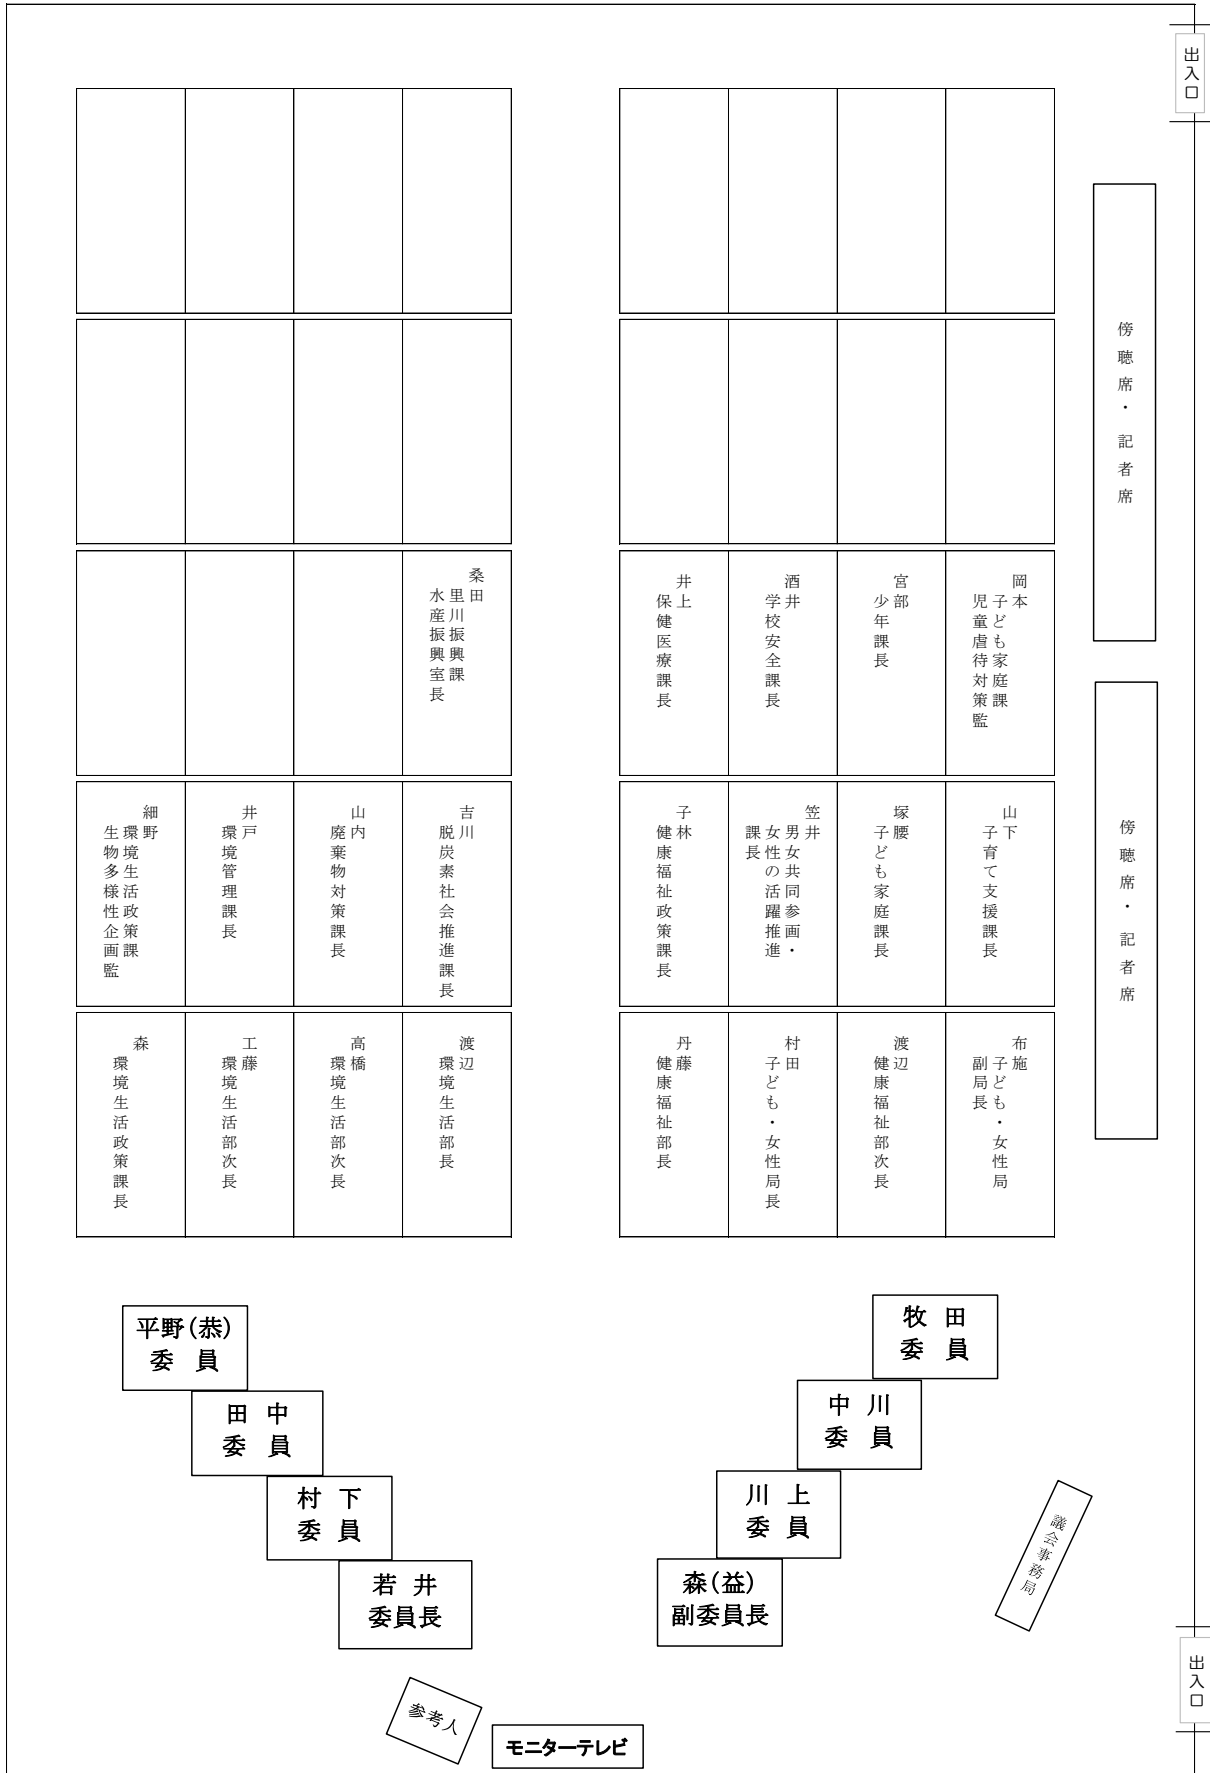 出入口
傍聴席・記者席
桑田
里川振興課
水産振興室長
井上
保健医療課長
酒井
学校安全課長
宮部
少年課長
岡本
子ども家庭課
児童虐待対策監
細野
環境生活政策課
生物多様性企画監
井戸
環境管理課長
山内
廃棄物対策課長
吉川
脱炭素社会推進課長
子林
健康福祉政策課長
笠井
男女共同参画・
女性の活躍推進
課長
塚腰
子ども家庭課長
山下
子育て支援課長
傍聴席・記者席
森
環境生活政策課長
工藤
環境生活部次長
高橋
環境生活部次長
渡辺
環境生活部長
丹藤
健康福祉部長
村田
子ども・女性局長
渡辺
健康福祉部次長
布施
子ども・女性局
副局長
平野(恭)
委員
田中
委員
村下
委員
若井
委員長
牧田
委員
中川
委員
川上
委員
森(益)
副委員長
議会事務局
出入口
参考人
モニターテレビ